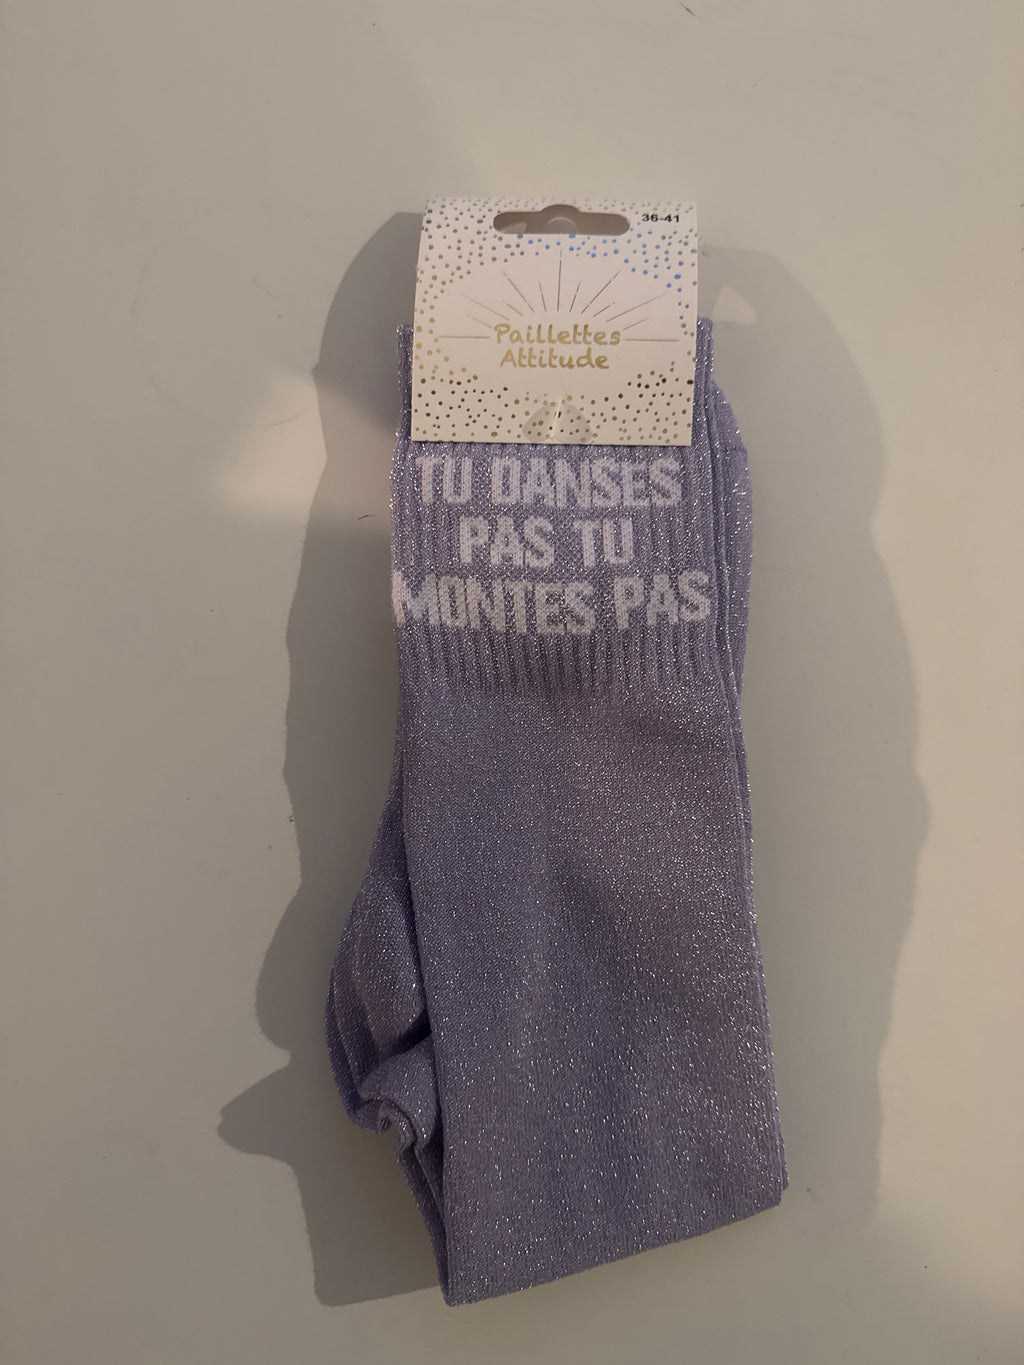 36-41
Paillettes
Attitude
TU DANSES
PAS TU
MONTES PAS